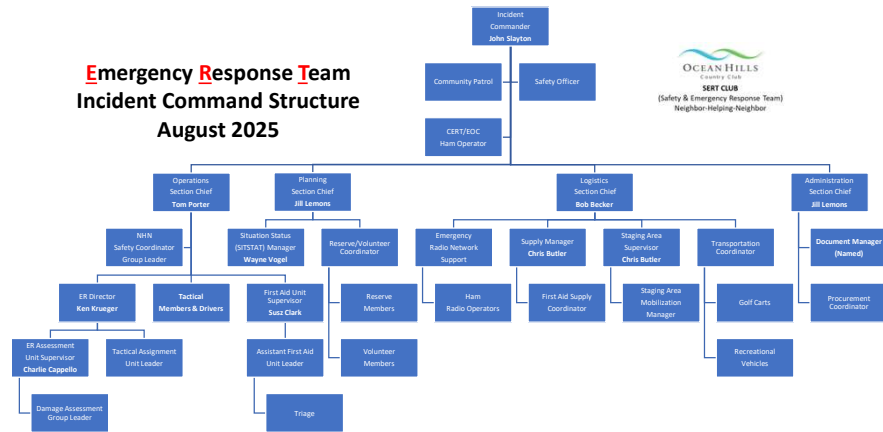 Incident
Commander
John Slayton
Emergency Response Team
Incident Command Structure
August 2025
OCEAN HILLS
Country Club
SERT CLUB
(Safety & Emergency Response Team)
Neighbor-Helping-Neighbor
Community Patrol
Safety Officer
CERT/EOC
Ham Operator
Operations
Section Chief
Tom Porter
Planning
Section Chief
Jill Lemons
Logistics
Section Chief
Bob Becker
Administration
Section Chief
Jill Lemons
NHN
Safety Coordinator
Group Leader
Situation Status
(SITSTAT) Manager
Wayne Vogel
Reserve/Volunteer
Coordinator
Emergency
Radio Network
Support
Supply Manager
Chris Butler
Staging Area
Supervisor
Chris Butler
Transportation
Coordinator
Document Manager
(Named)
ER Director
Ken Krueger
Tactical
Members & Drivers
First Aid Unit
Supervisor
Susz Clark
Reserve
Members
Ham
Radio Operators
First Aid Supply
Coordinator
Staging Area
Mobilization
Manager
Golf Carts
Procurement
Coordinator
ER Assessment
Unit Supervisor
Charlie Cappello
Tactical Assignment
Unit Leader
Assistant First Aid
Unit Leader
Volunteer
Members
Recreational
Vehicles
Damage Assessment
Group Leader
Triage